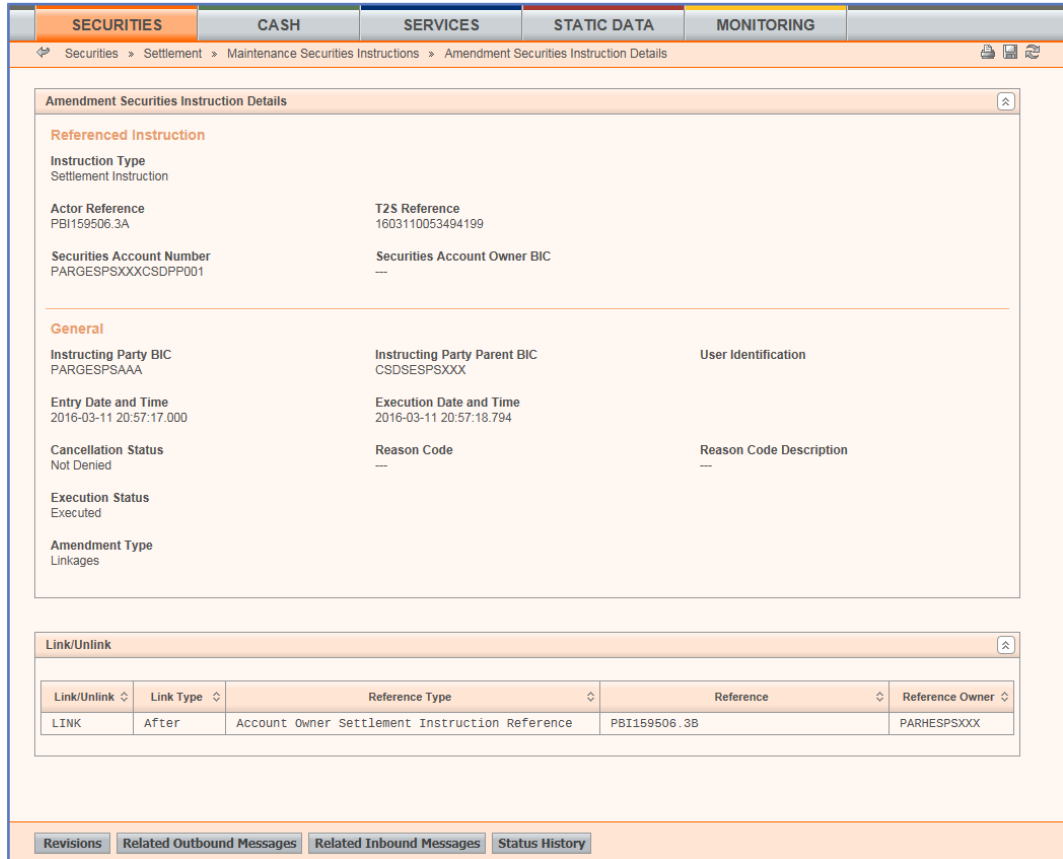 SECURITIES CASH SERVICES STATIC DATA MONITORING
Securities » Settlement » Maintenance Securities Instructions » Amendment Securities Instruction Details
Amendment Securities Instruction Details
Referenced Instruction
Instruction Type
Settlement Instruction
Actor Reference T2S Reference
PBI159506.3A 1603110053494199
Securities Account Number Securities Account Owner BIC
PARGESPSXXXCSDPP001 ---
General
Instructing Party BIC Instructing Party Parent BIC User Identification
PARGESPSAAA CSDSESPSXXX
Entry Date and Time Execution Date and Time
2016-03-11 20:57:17.000 2016-03-11 20:57:18.794
Cancellation Status Reason Code Reason Code Description
Not Denied --- ---
Execution Status
Executed
Amendment Type
Linkages
Link/Unlink
Link/Unlink Link Type Reference Type Reference Reference Owner
LINK After Account Owner Settlement Instruction Reference PBI159506.3B PARHESPSXXX
Revisions Related Outbound Messages Related Inbound Messages Status History